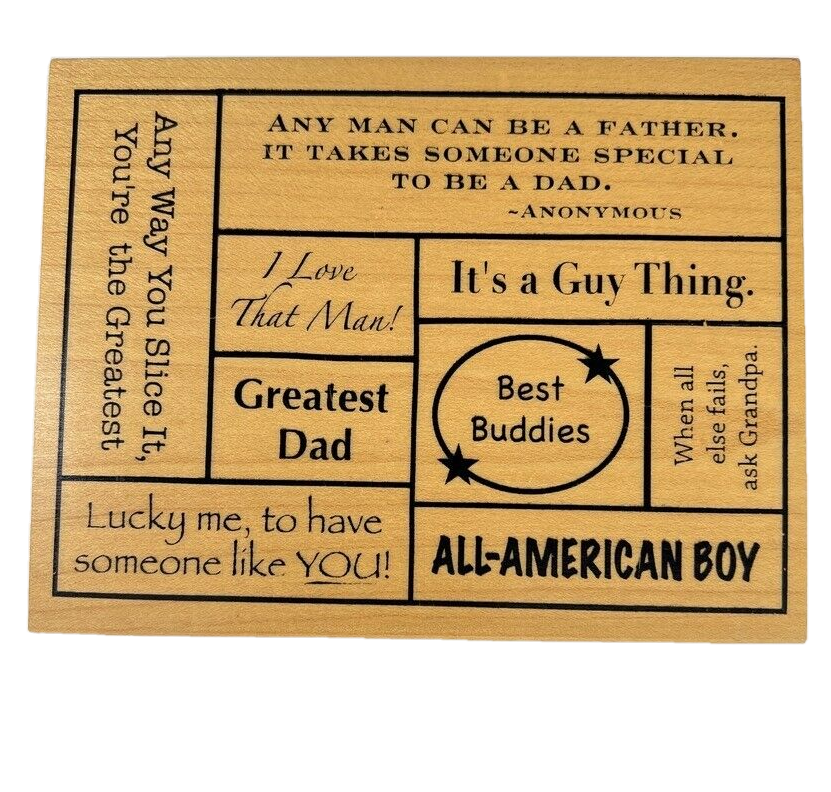 Any Way You Slice It,
You're the Greatest
ANY MAN CAN BE A FATHER.
IT TAKES SOMEONE SPECIAL
TO BE A DAD.
~ANONYMOUS
I Love
That Man!
It's a Guy Thing.
Greatest
Dad
Best
Buddies
When all
else fails,
ask Grandpa.
Lucky me, to have
someone like YOU!
ALL-AMERICAN BOY